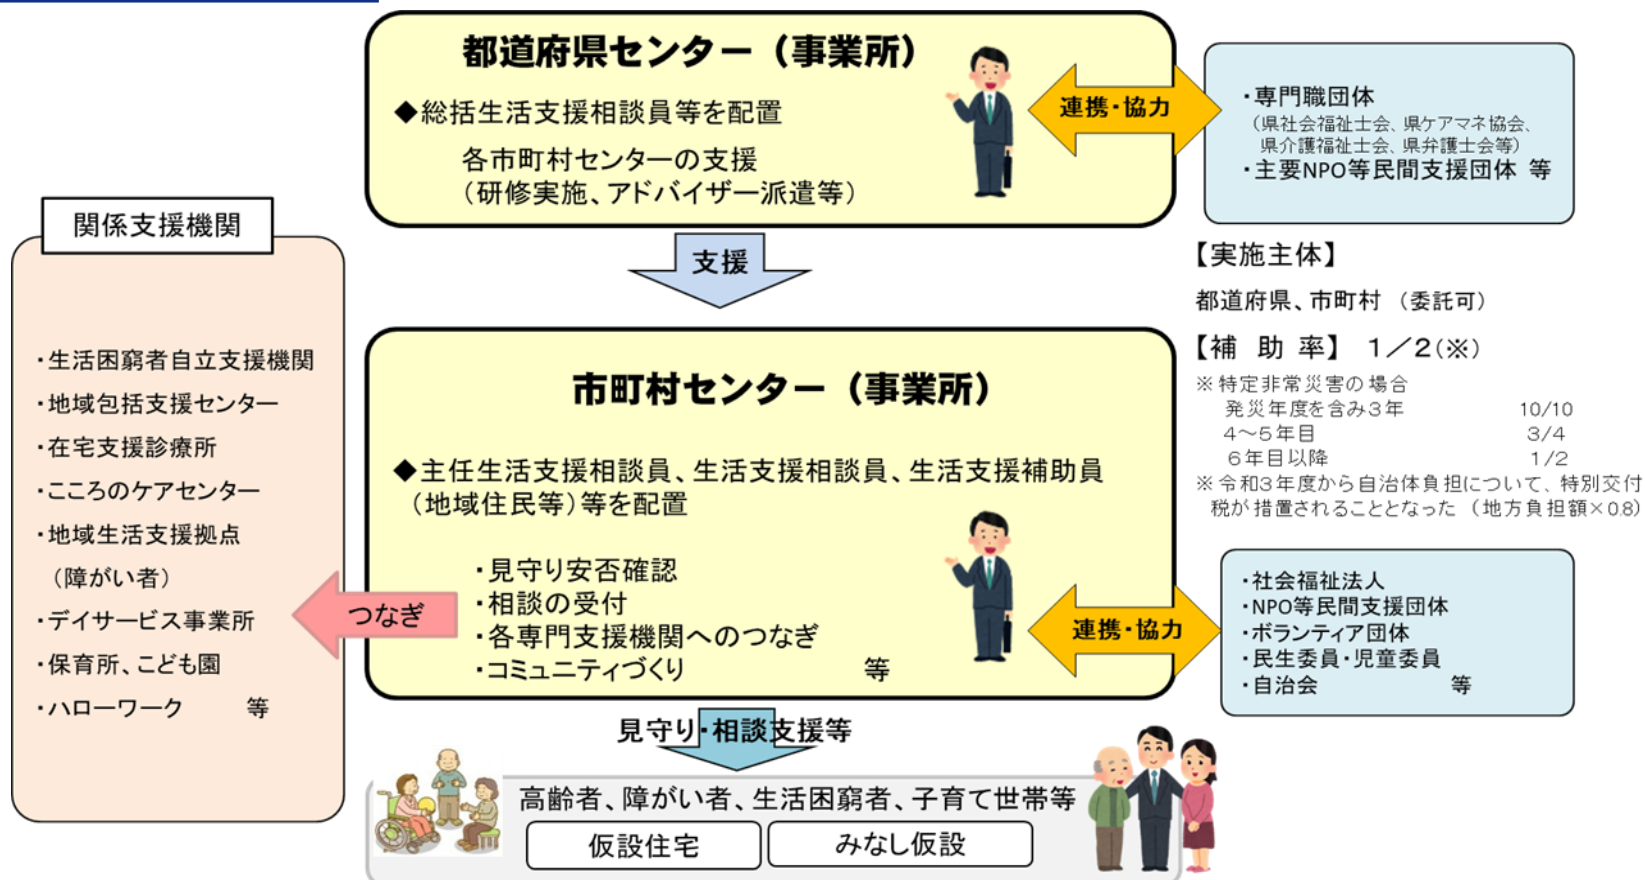 都道府県センター（事業所）
◆総括生活支援相談員等を配置
各市町村センターの支援
（研修実施、アドバイザー派遣等）
連携・協力
・専門職団体
（県社会福祉士会、県ケアマネ協会、
県介護福祉士会、県弁護士会等）
・主要NPO等民間支援団体 等
支援
関係支援機関
・生活困窮者自立支援機関
・地域包括支援センター
・在宅支援診療所
・こころのケアセンター
・地域生活支援拠点
（障がい者）
・デイサービス事業所
・保育所、こども園
・ハローワーク 等
【実施主体】
都道府県、市町村 （委託可）
【補 助 率】 １／２（※）
※特定非常災害の場合
発災年度を含み３年 10/10
４～５年目 3/4
６年目以降 1/2
※令和３年度から自治体負担について、特別交付
税が措置されることとなった （地方負担額×0.8）
市町村センター（事業所）
◆主任生活支援相談員、生活支援相談員、生活支援補助員
（地域住民等）等を配置
・見守り安否確認
・相談の受付
・各専門支援機関へのつなぎ
・コミュニティづくり 等
つなぎ
連携・協力
・社会福祉法人
・NPO等民間支援団体
・ボランティア団体
・民生委員・児童委員
・自治会 等
見守り・相談支援等
高齢者、障がい者、生活困窮者、子育て世帯等
仮設住宅
みなし仮設